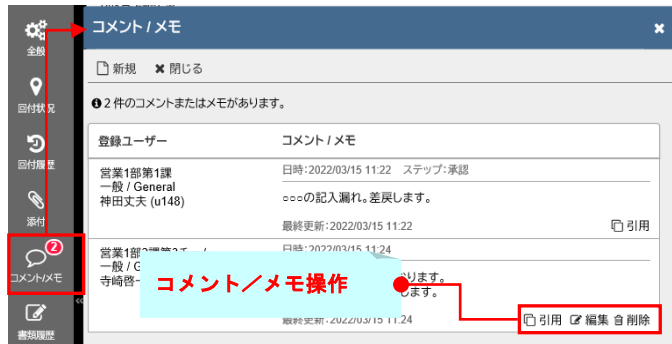 コメント / メモ
全般
新規 閉じる
回付状況
2 件のコメントまたはメモがあります。
登録ユーザー コメント / メモ
回付履歴
営業1部第1課
一般 / General
神田丈夫 (u148)
日時:2022/03/15 11:22 ステップ:承認
○○○の記入漏れ。差戻します。
最終更新:2022/03/15 11:22 引用
添付
2
コメント/メモ
営業1部
一般 /
寺崎啓一
日時:2022/03/15 11:24
ります。
します。
最終更新:2022/03/15 11:24 引用 編集 削除
コメント／メモ操作
書類履歴